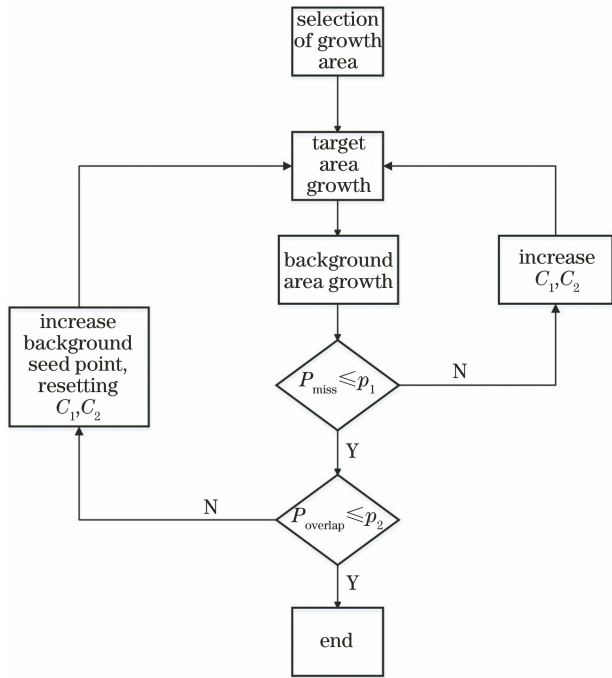 selection
of growth
area
target
area
growth
background
area growth
increase
C₁,C₂
increase
background
seed point,
resetting
C₁,C₂
Pmiss≤p₁
N
Y
Poverlap≤p₂
N
Y
end